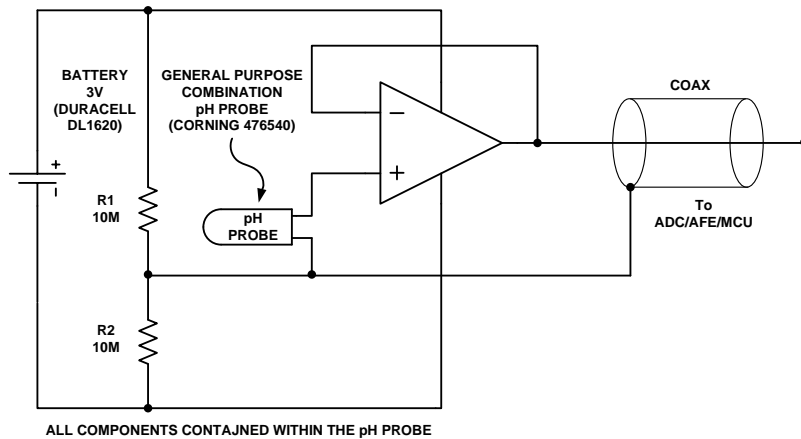 BATTERY
3V
(DURACELL
DL1620)
GENERAL PURPOSE
COMBINATION
pH PROBE
(CORNING 476540)
COAX
+
−
−
+
R1
10M
pH
PROBE
To
ADC/AFE/MCU
R2
10M
ALL COMPONENTS CONTAJNED WITHIN THE pH PROBE